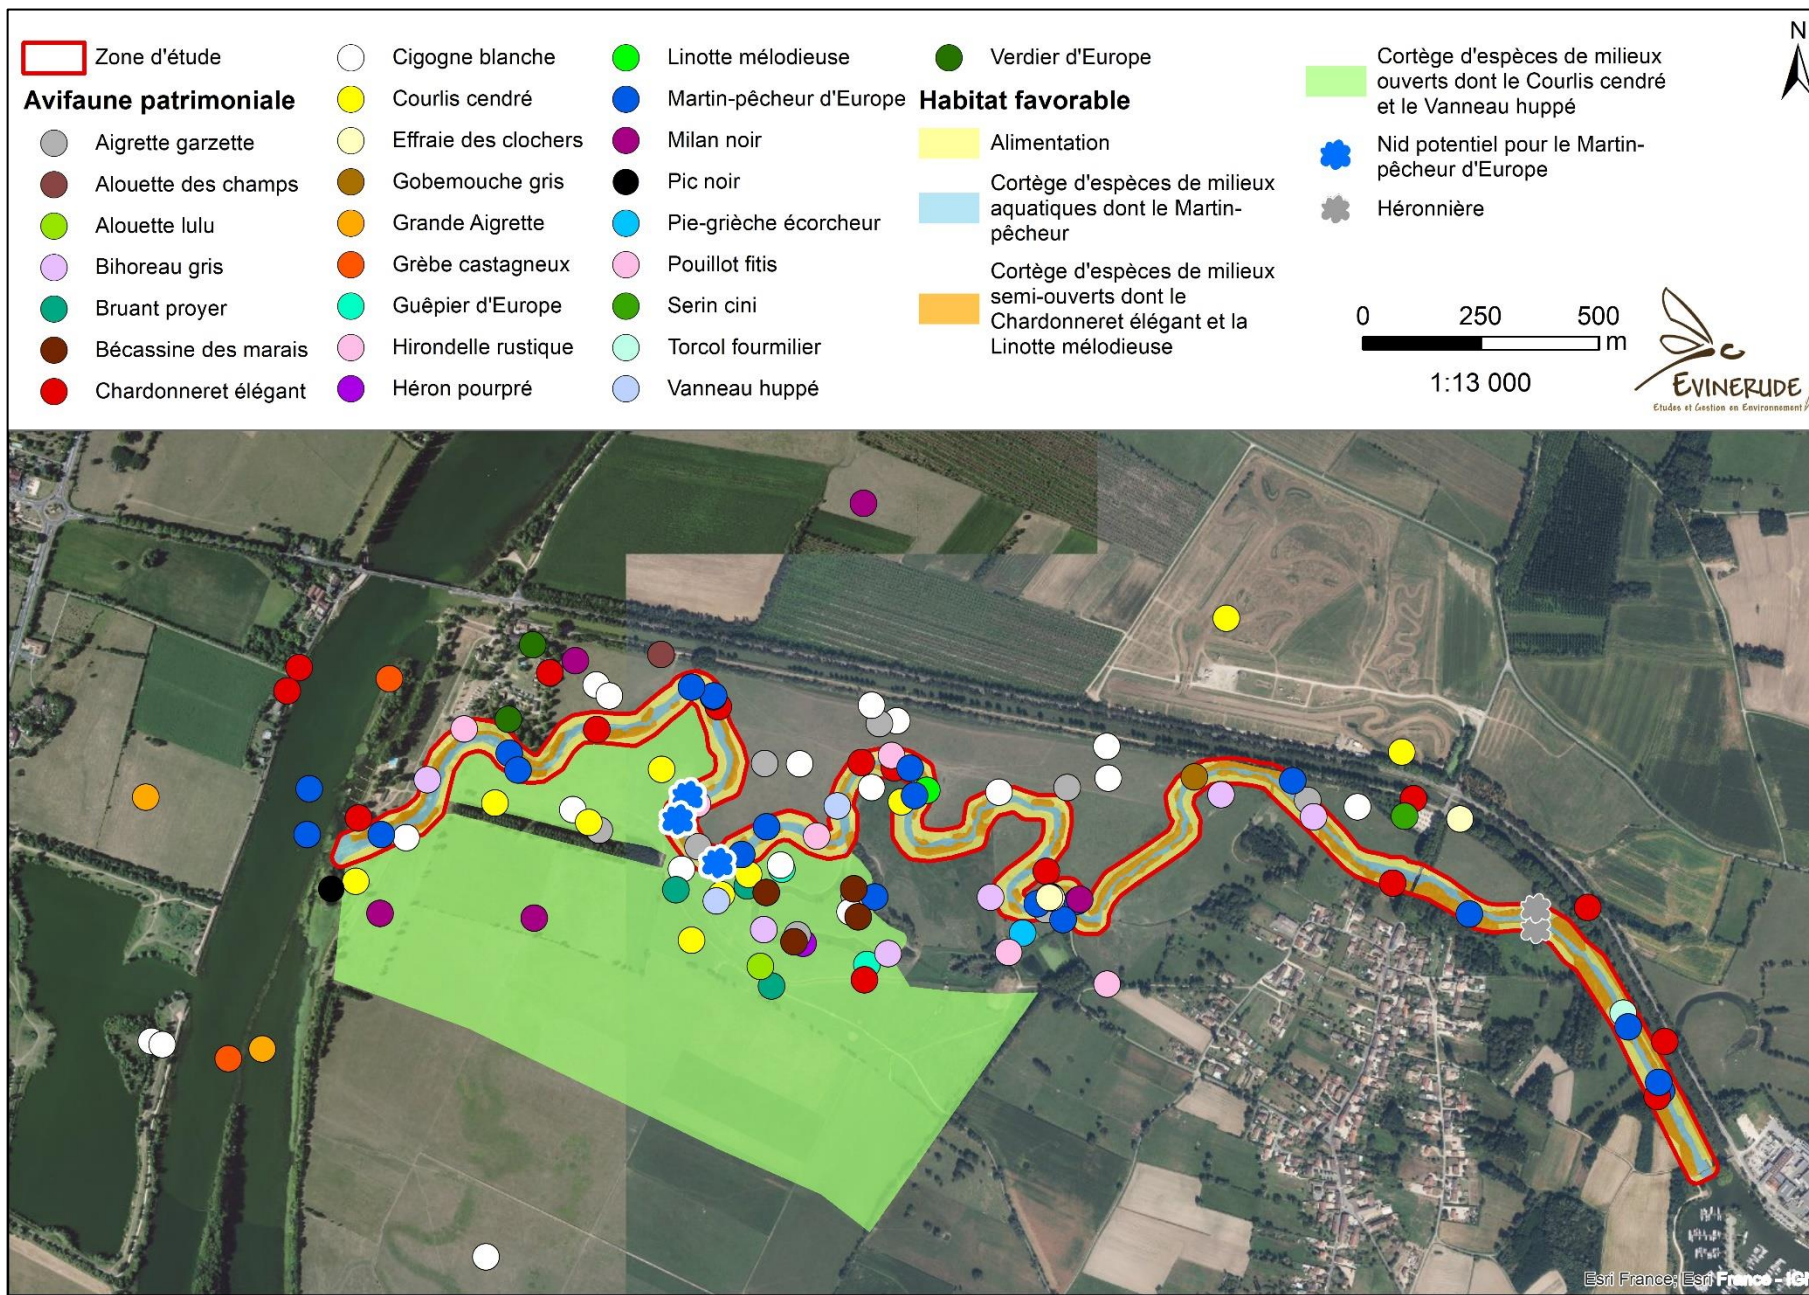 Zone d'étude
Avifaune patrimoniale
Aigrette garzette
Alouette des champs
Alouette lulu
Bihoreau gris
Bruant proyer
Bécassine des marais
Chardonneret élégant
Cigogne blanche
Courlis cendré
Effraie des clochers
Gobemouche gris
Grande Aigrette
Grèbe castagneux
Guêpier d'Europe
Hirondelle rustique
Héron pourpré
Linotte mélodieuse
Martin-pêcheur d'Europe
Milan noir
Pic noir
Pie-grièche écorcheur
Pouillot fitis
Serin cini
Torcol fourmilier
Vanneau huppé
Verdier d'Europe
Habitat favorable
Alimentation
Cortège d'espèces de milieux
aquatiques dont le Martin-
pêcheur
Cortège d'espèces de milieux
semi-ouverts dont le
Chardonneret élégant et la
Linotte mélodieuse
Cortège d'espèces de milieux
ouverts dont le Courlis cendré
et le Vanneau huppé
Nid potentiel pour le Martin-
pêcheur d'Europe
Héronnière
N
0 250 500
m
1:13 000
EVINERUDE
Etudes et Gestion en Environnement
Esri France; Esri France - IGN